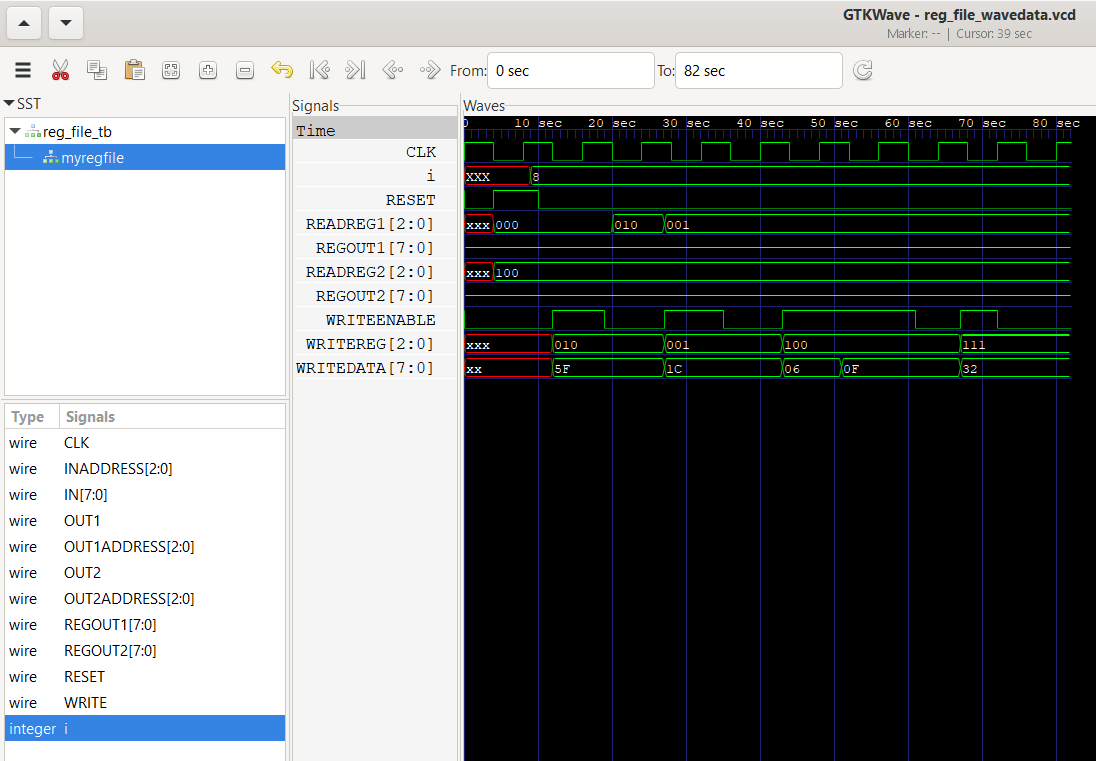 GTKWave - reg_file_wavedata.vcd
Marker: -- | Cursor: 39 sec
From: 0 sec To: 82 sec
SST
reg_file_tb
myregfile
Type Signals
wire CLK
wire INADDRESS[2:0]
wire IN[7:0]
wire OUT1
wire OUT1ADDRESS[2:0]
wire OUT2
wire OUT2ADDRESS[2:0]
wire REGOUT1[7:0]
wire REGOUT2[7:0]
wire RESET
wire WRITE
integer i
Signals
Time
CLK
i
RESET
READREG1[2:0]
REGOUT1[7:0]
READREG2[2:0]
REGOUT2[7:0]
WRITEENABLE
WRITEREG[2:0]
WRITEDATA[7:0]
Waves
0 10 sec 20 sec 30 sec 40 sec 50 sec 60 sec 70 sec 80 sec
XXX 8
xxx 000 010 001
xxx 100
xxx 010 001 100 111
xx 5F 1C 06 0F 32